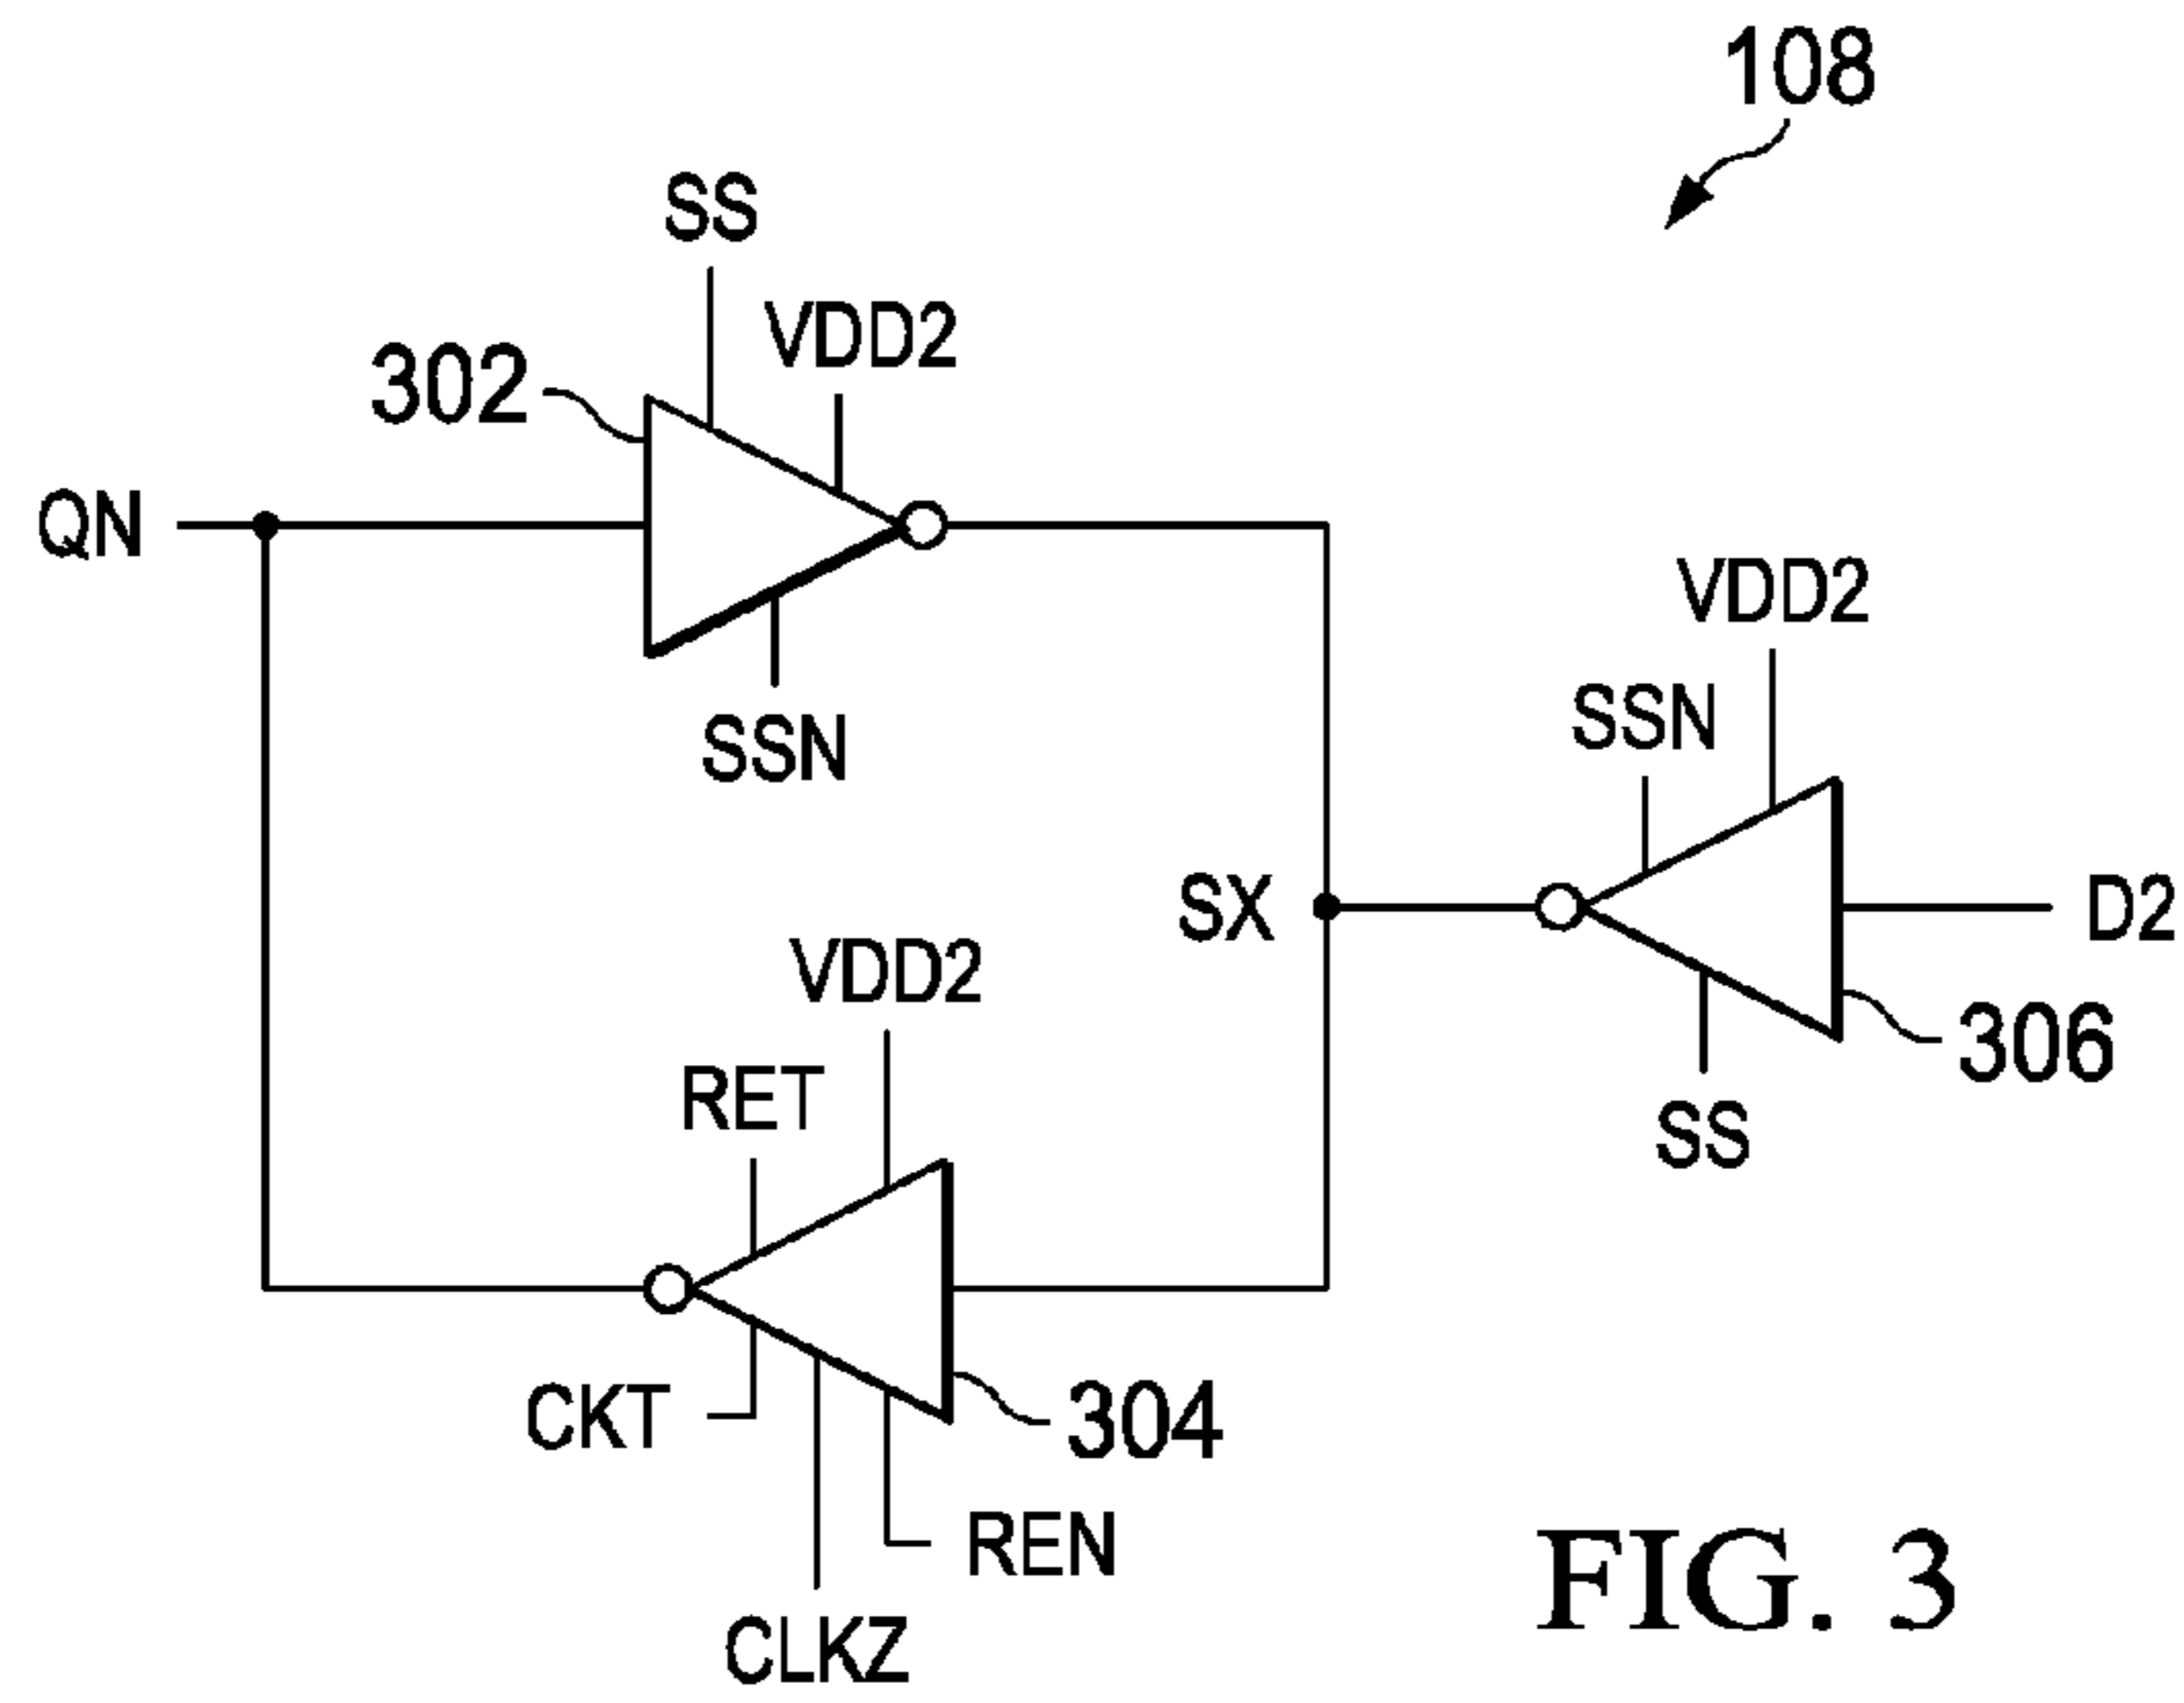 108
SS
VDD2
302
QN
SSN
VDD2
SSN
SX
D2
VDD2
306
RET
SS
CKT
304
REN
CLKZ
FIG. 3